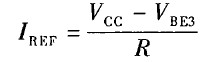 I_REF = (V_CC − V_BE3) / R